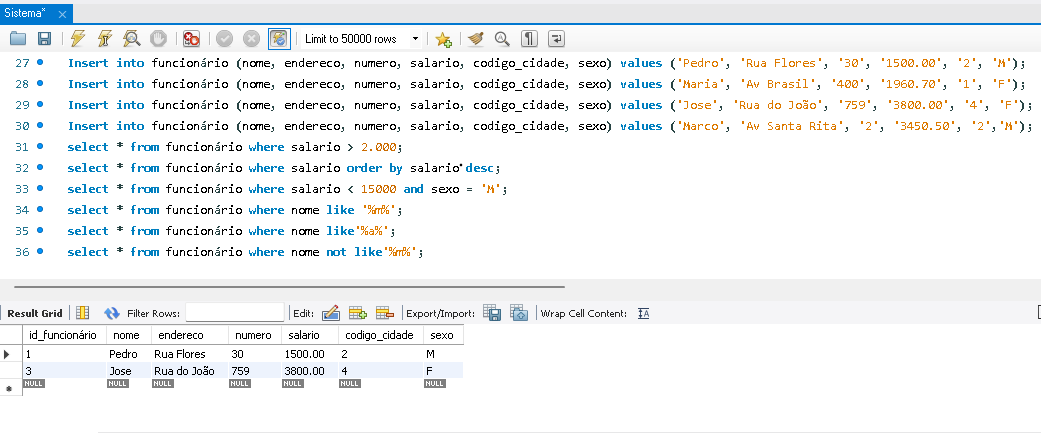 Sistema*
Limit to 50000 rows
27 Insert into funcionário (nome, endereco, numero, salario, codigo_cidade, sexo) values ('Pedro', 'Rua Flores', '30', '1500.00', '2', 'M');
28 Insert into funcionário (nome, endereco, numero, salario, codigo_cidade, sexo) values ('Maria', 'Av Brasil', '400', '1960.70', '1', 'F');
29 Insert into funcionário (nome, endereco, numero, salario, codigo_cidade, sexo) values ('Jose', 'Rua do João', '759', '3800.00', '4', 'F');
30 Insert into funcionário (nome, endereco, numero, salario, codigo_cidade, sexo) values ('Marco', 'Av Santa Rita', '2', '3450.50', '2','M');
31 select * from funcionário where salario > 2.000;
32 select * from funcionário where salario order by salario desc;
33 select * from funcionário where salario < 15000 and sexo = 'M';
34 select * from funcionário where nome like '%m%';
35 select * from funcionário where nome like'%a%';
36 select * from funcionário where nome not like'%m%';
Result Grid Filter Rows: Edit: Export/Import: Wrap Cell Content:
id_funcionário nome endereco numero salario codigo_cidade sexo
1 Pedro Rua Flores 30 1500.00 2 M
3 Jose Rua do João 759 3800.00 4 F
NULL NULL NULL NULL NULL NULL NULL